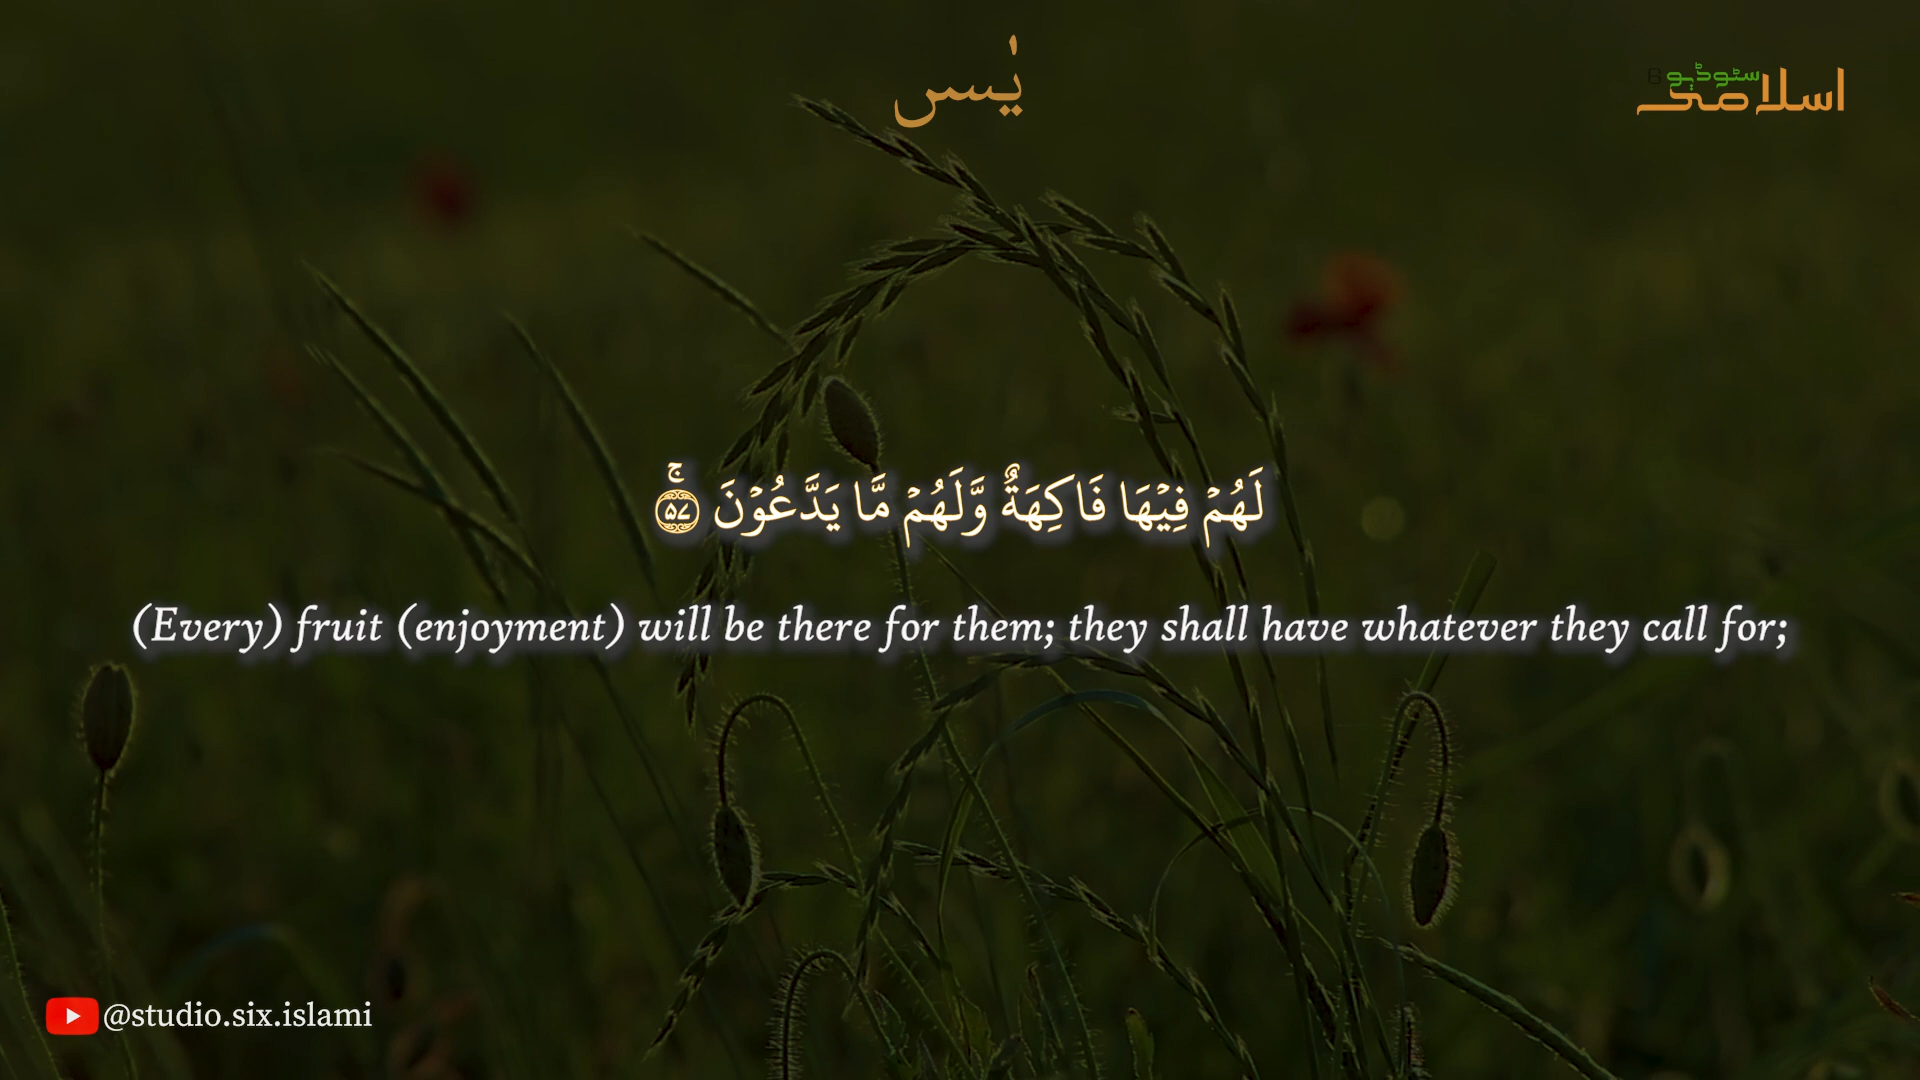 یٰسٓ
سٹوڈیو 6
اسلامی
لَهُمْ فِيْهَا فَاكِهَةٌ وَّلَهُمْ مَّا يَدَّعُوْنَ ۚ ۝۵۷
(Every) fruit (enjoyment) will be there for them; they shall have whatever they call for;
@studio.six.islami